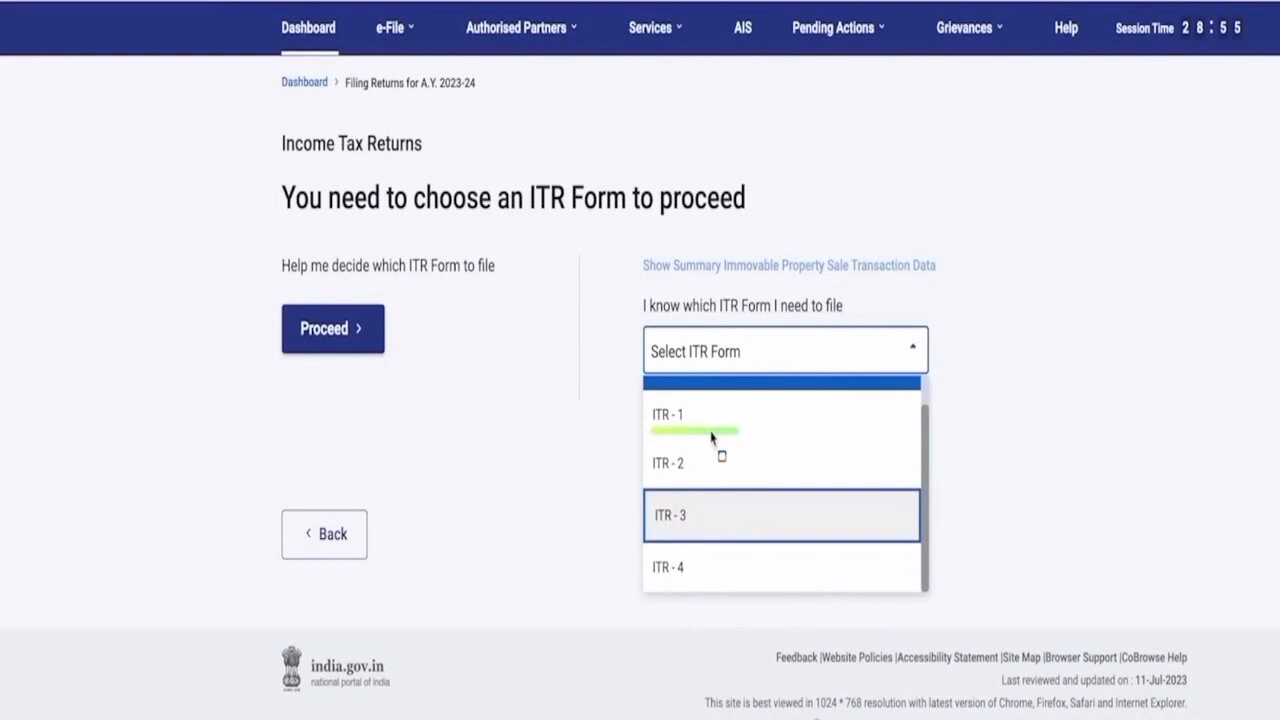 Dashboard e-File Authorised Partners Services AIS Pending Actions Grievances Help Session Time 2 8 : 5 5
Dashboard > Filing Returns for A.Y. 2023-24
Income Tax Returns
You need to choose an ITR Form to proceed
Help me decide which ITR Form to file
Proceed >
Show Summary Immovable Property Sale Transaction Data
I know which ITR Form I need to file
Select ITR Form
ITR - 1
ITR - 2
ITR - 3
ITR - 4
< Back
india.gov.in
national portal of india
Feedback |Website Policies |Accessibility Statement |Site Map |Browser Support |CoBrowse Help
Last reviewed and updated on : 11-Jul-2023
This site is best viewed in 1024 * 768 resolution with latest version of Chrome, Firefox, Safari and Internet Explorer.